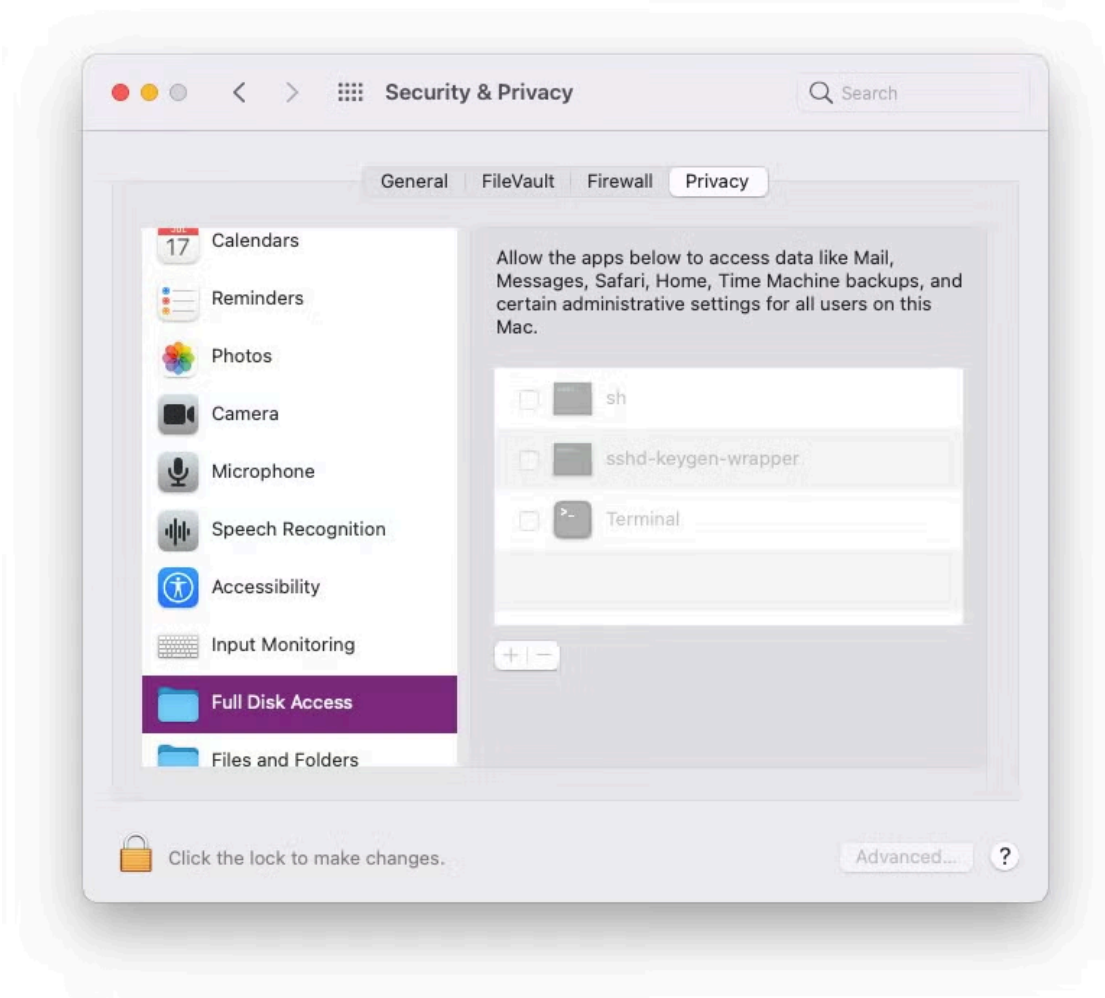 Security & Privacy
Search
General FileVault Firewall Privacy
JUL
17
Calendars
Reminders
Photos
Camera
Microphone
Speech Recognition
Accessibility
Input Monitoring
Full Disk Access
Files and Folders
Allow the apps below to access data like Mail,
Messages, Safari, Home, Time Machine backups, and
certain administrative settings for all users on this
Mac.
sh
sshd-keygen-wrapper
>_ Terminal
+ −
Click the lock to make changes.
Advanced...
?